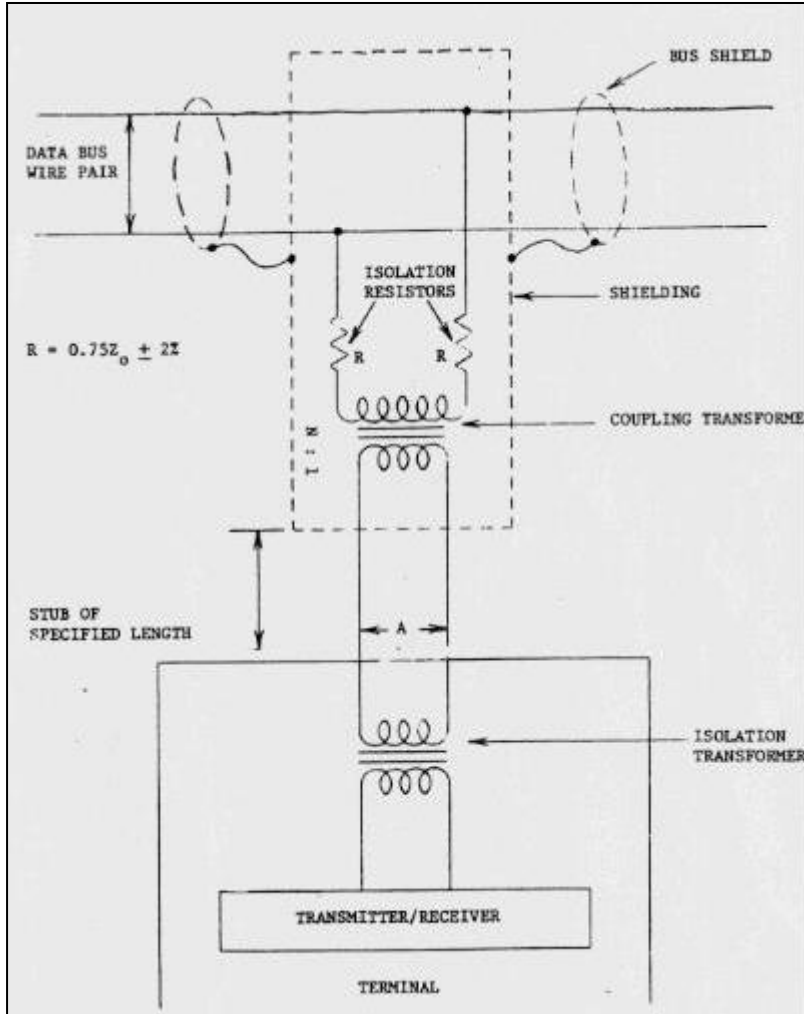 BUS SHIELD
DATA BUS
WIRE PAIR
ISOLATION
RESISTORS
SHIELDING
R = 0.75Z₀ ± 2%
R
R
COUPLING TRANSFORME
N : 1
STUB OF
SPECIFIED LENGTH
A
ISOLATION
TRANSFORMER
TRANSMITTER/RECEIVER
TERMINAL